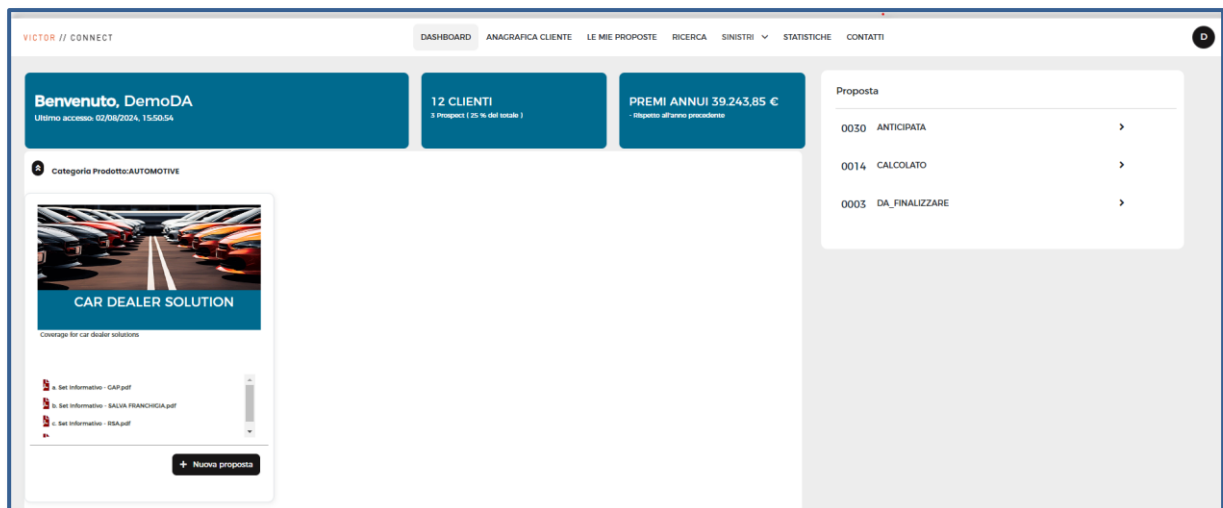 VICTOR // CONNECT
DASHBOARD ANAGRAFICA CLIENTE LE MIE PROPOSTE RICERCA SINISTRI STATISTICHE CONTATTI
D
Benvenuto, DemoDA
Ultimo accesso: 02/08/2024, 15:50:54
12 CLIENTI
3 Prospect ( 25 % del totale )
PREMI ANNUI 39.243,85 €
- Rispetto all'anno precedente
Proposta
0030 ANTICIPATA
0014 CALCOLATO
0003 DA_FINALIZZARE
Categoria Prodotto:AUTOMOTIVE
CAR DEALER SOLUTION
Coverage for car dealer solutions
a. Set Informativo - GAP.pdf
b. Set Informativo - SALVA FRANCHIGIA.pdf
c. Set Informativo - RSA.pdf
+ Nuova proposta